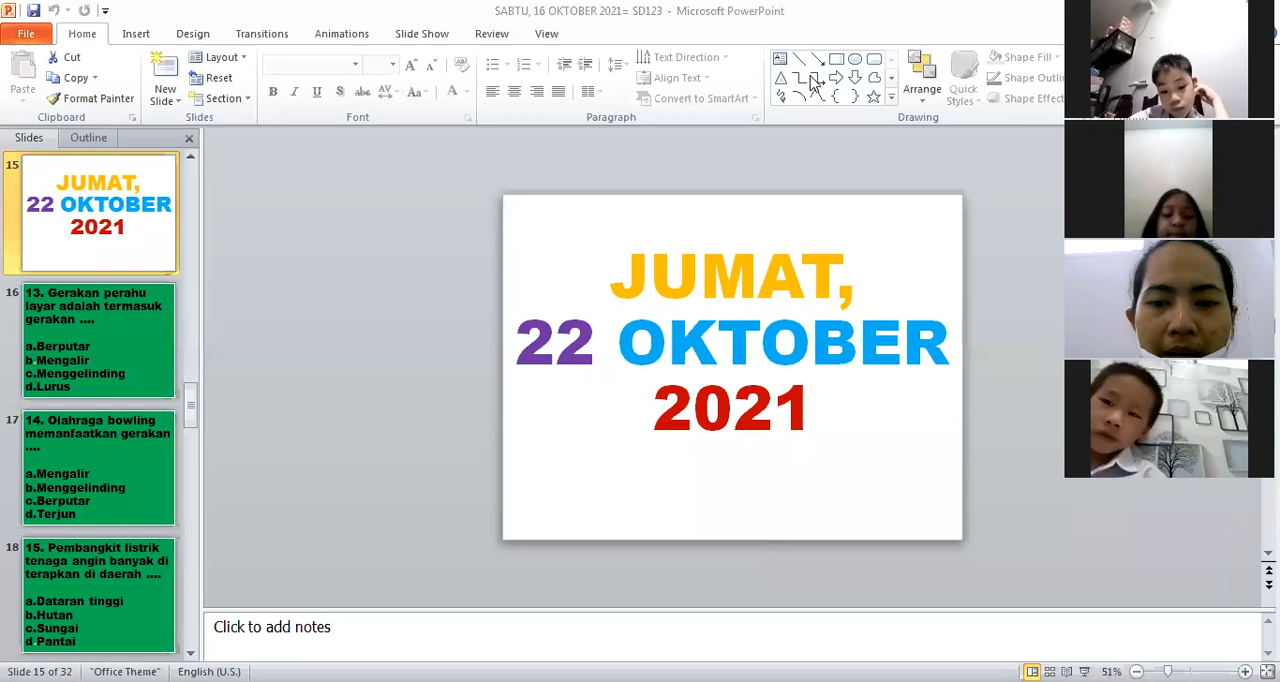 SABTU, 16 OKTOBER 2021= SD123 - Microsoft PowerPoint
File Home Insert Design Transitions Animations Slide Show Review View
Paste
Cut
Copy
Format Painter
Clipboard
New Slide
Layout
Reset
Section
Slides
B I U S abc AV Aa A
Font
Text Direction
Align Text
Convert to SmartArt
Paragraph
Arrange
Quick Styles
Shape Fill
Shape Outlin
Shape Effect
Drawing
Slides Outline
15
JUMAT,
22 OKTOBER
2021
16
13. Gerakan perahu
layar adalah termasuk
gerakan ....
a.Berputar
b Mengalir
c.Menggelinding
d.Lurus
17
14. Olahraga bowling
memanfaatkan gerakan
....
a.Mengalir
b.Menggelinding
c.Berputar
d.Terjun
18
15. Pembangkit listrik
tenaga angin banyak di
terapkan di daerah ....
a.Dataran tinggi
b.Hutan
c.Sungai
d Pantai
JUMAT,
22 OKTOBER
2021
Click to add notes
Slide 15 of 32 "Office Theme" English (U.S.) 51%